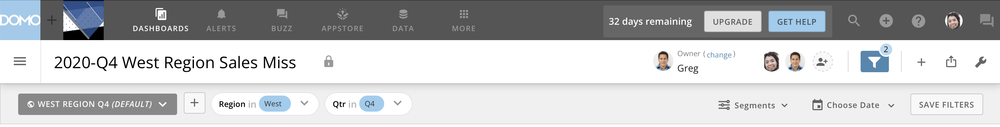 DOMO
DASHBOARDS
ALERTS
BUZZ
APPSTORE
DATA
MORE
32 days remaining
UPGRADE
GET HELP
2020-Q4 West Region Sales Miss
Owner (change)
Greg
2
WEST REGION Q4 (DEFAULT)
Region in West
Qtr in Q4
Segments
Choose Date
SAVE FILTERS